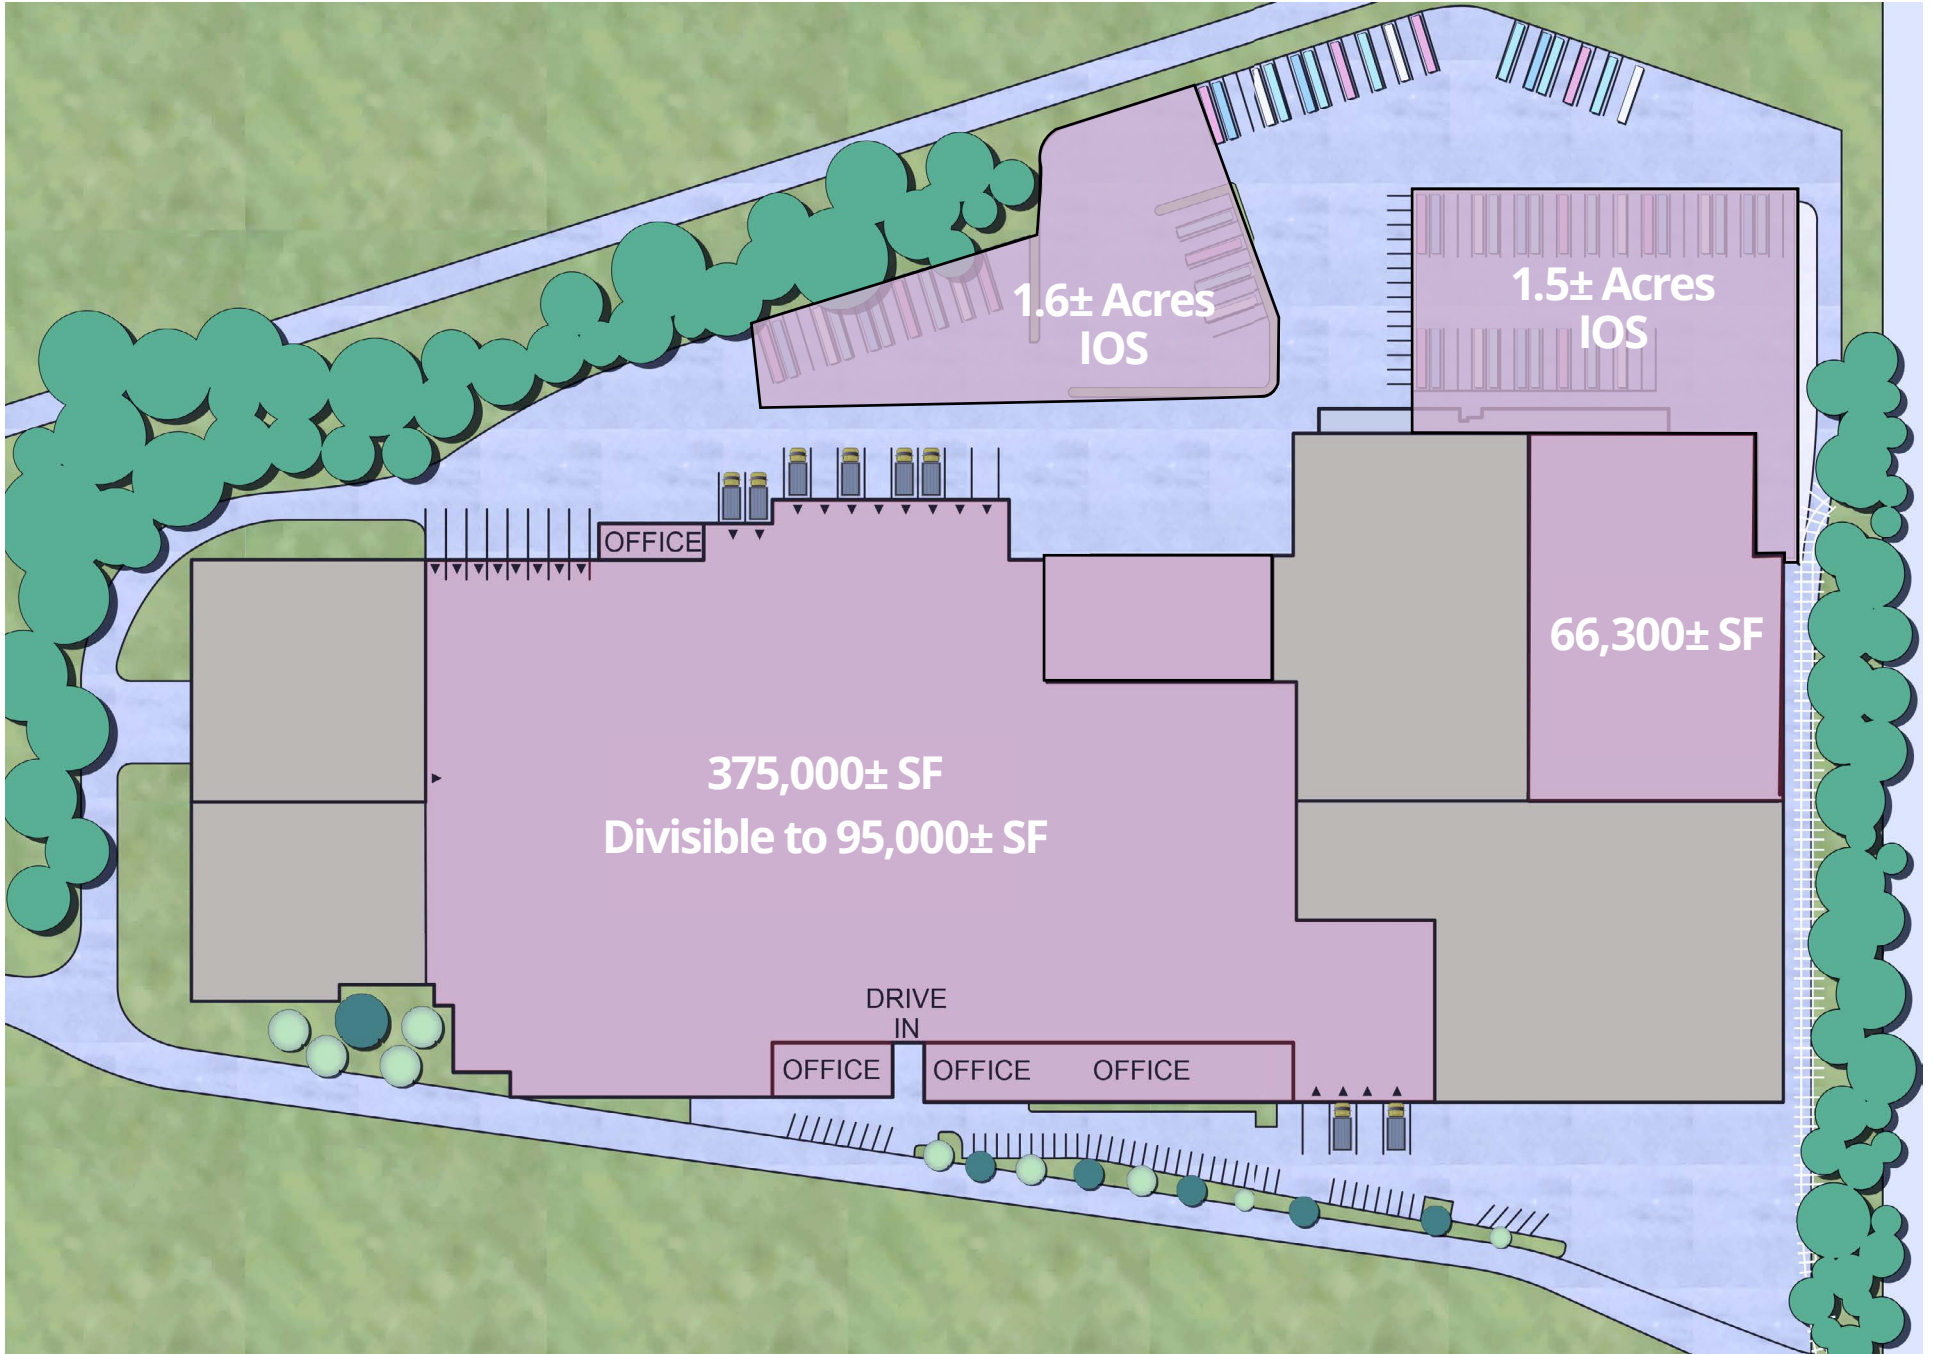 1.6± Acres
IOS
1.5± Acres
IOS
OFFICE
66,300± SF
375,000± SF
Divisible to 95,000± SF
DRIVE
IN
OFFICE
OFFICE
OFFICE